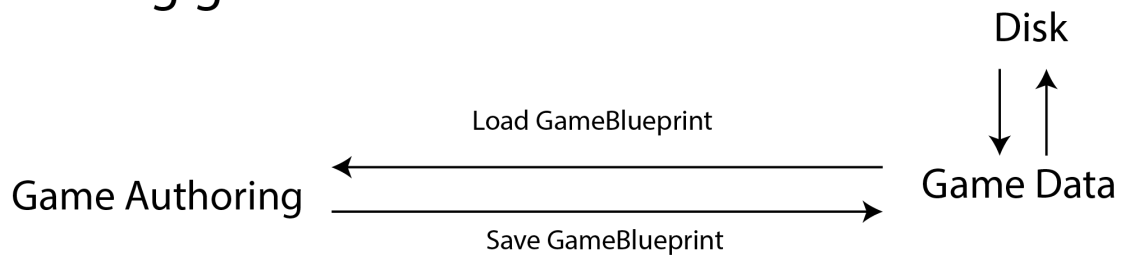 Disk
Load GameBlueprint
Game Authoring
Game Data
Save GameBlueprint